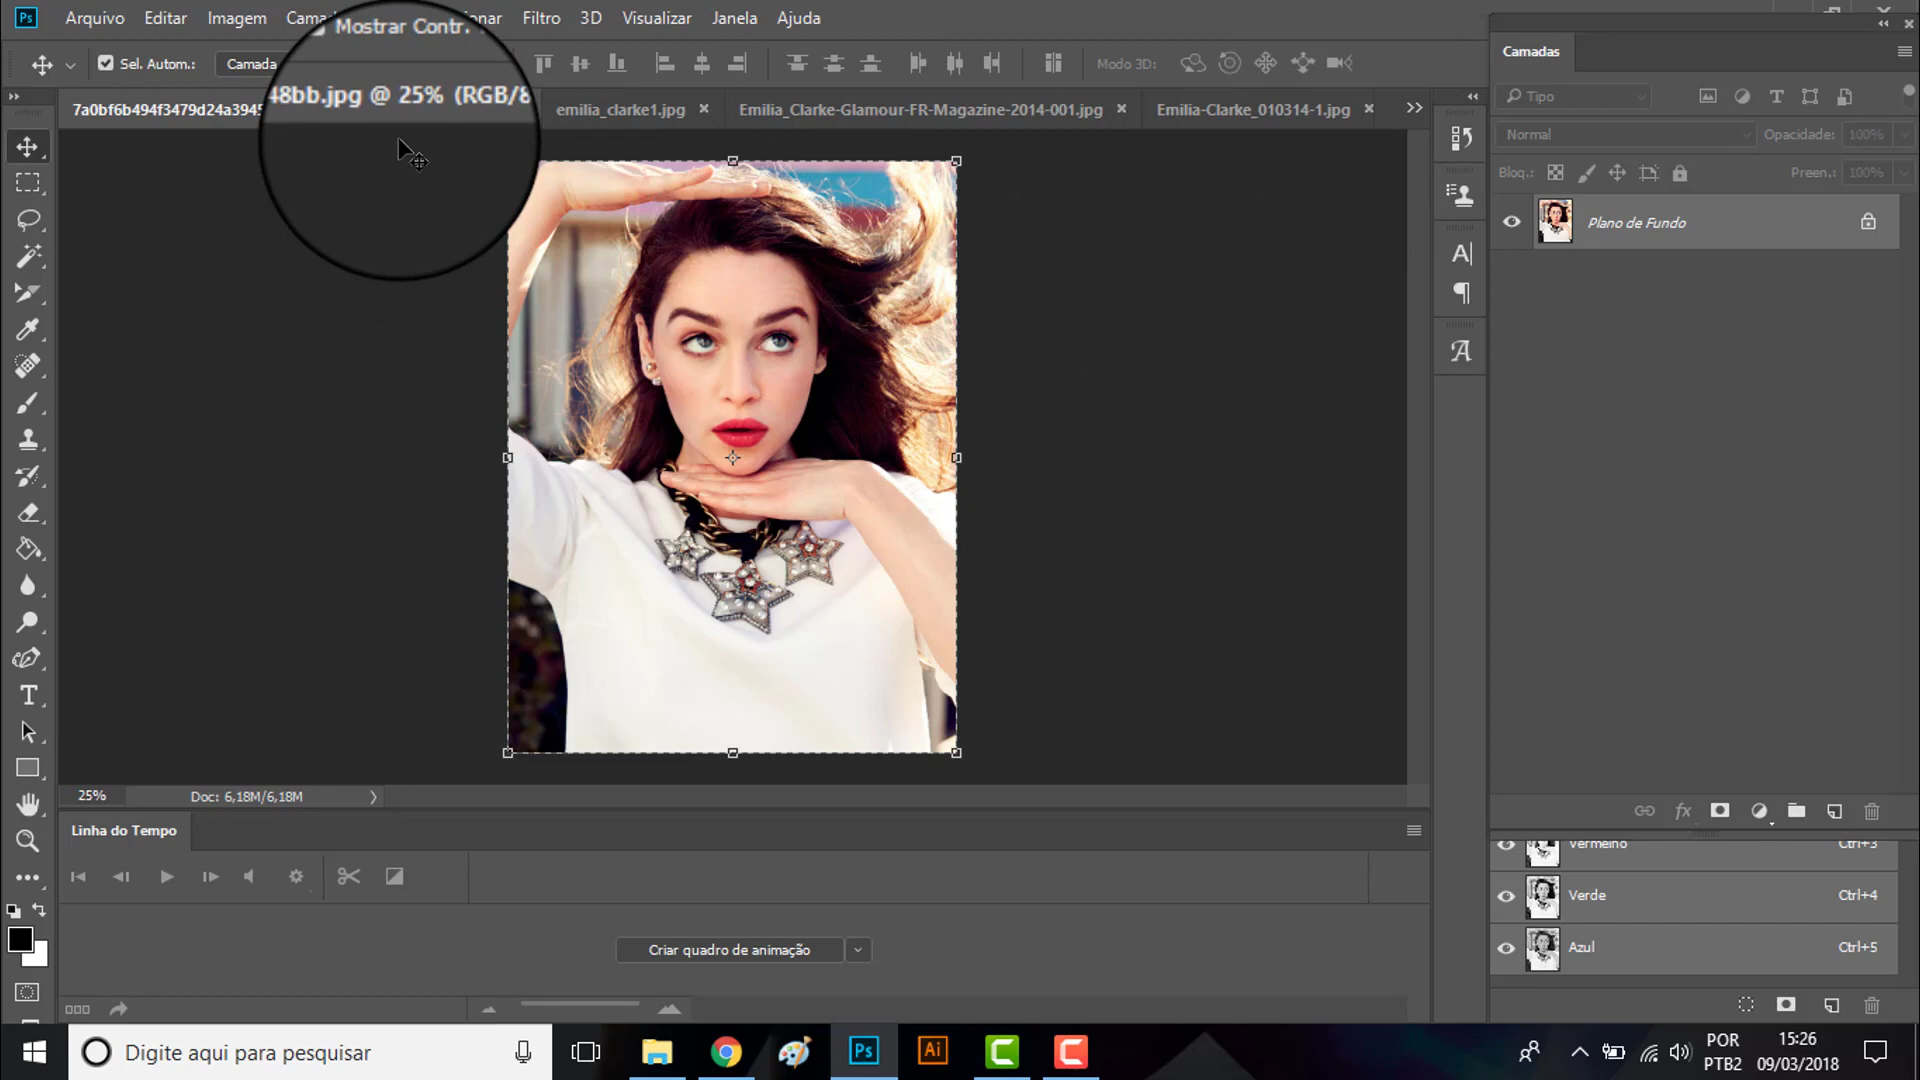 Ps Arquivo Editar Imagem Filtro 3D Visualizar Janela Ajuda
Mostrar Contr.
Sel. Autom.: Camada Modo 3D:
7a0bf6b494f3479d24a3945 48bb.jpg @ 25% (RGB/8 emilia_clarke1.jpg × Emilia_Clarke-Glamour-FR-Magazine-2014-001.jpg × Emilia-Clarke_010314-1.jpg ×
Camadas
Tipo
Normal Opacidade: 100%
Bloq.: Preen.: 100%
Plano de Fundo
25% Doc: 6,18M/6,18M
Linha do Tempo
Criar quadro de animação
Vermelho Ctrl+3
Verde Ctrl+4
Azul Ctrl+5
Digite aqui para pesquisar
Ps Ai
POR
PTB2
15:26
09/03/2018